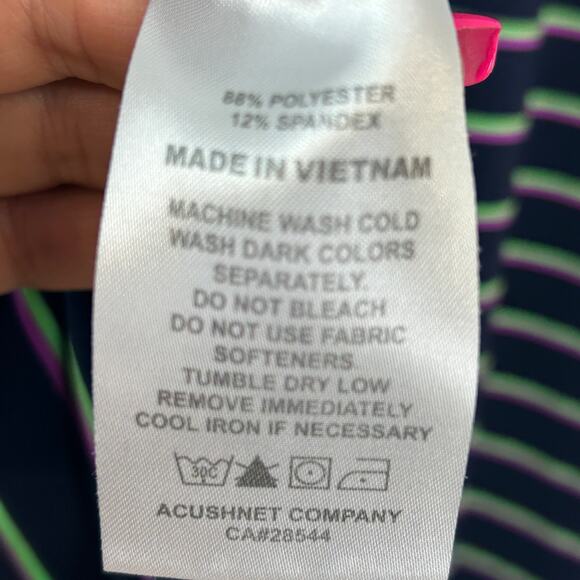 88% POLYESTER
12% SPANDEX
MADE IN VIETNAM
MACHINE WASH COLD
WASH DARK COLORS
SEPARATELY.
DO NOT BLEACH
DO NOT USE FABRIC
SOFTENERS.
TUMBLE DRY LOW
REMOVE IMMEDIATELY
COOL IRON IF NECESSARY
30C
ACUSHNET COMPANY
CA#28544